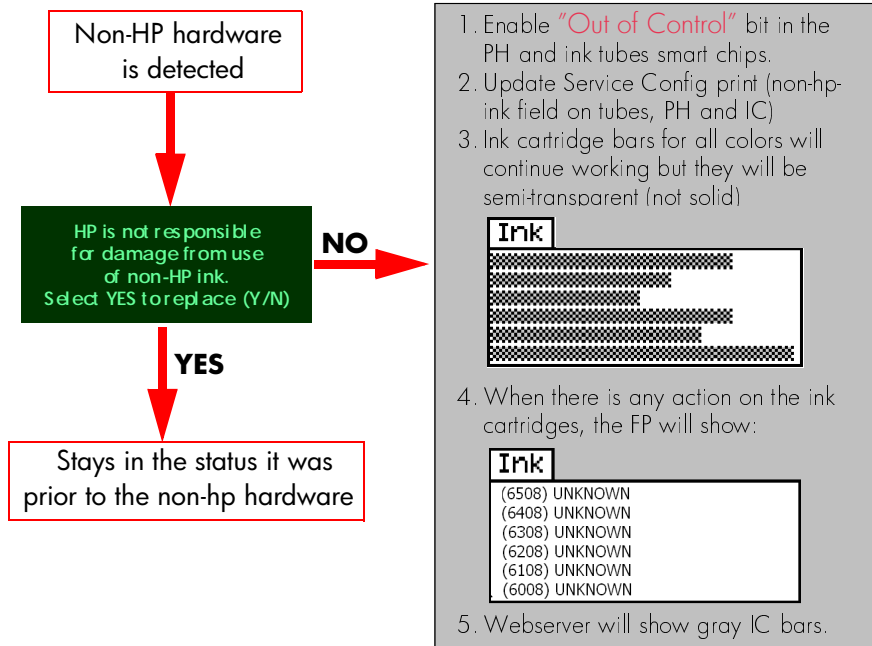 Non-HP hardware
is detected
HP is not responsible
for damage from use
of non-HP ink.
Select YES to replace (Y/N)
NO
YES
Stays in the status it was
prior to the non-hp hardware
1. Enable "Out of Control" bit in the
PH and ink tubes smart chips.
2. Update Service Config print (non-hp-
ink field on tubes, PH and IC)
3. Ink cartridge bars for all colors will
continue working but they will be
semi-transparent (not solid)
Ink
4. When there is any action on the ink
cartridges, the FP will show:
Ink
(6508) UNKNOWN
(6408) UNKNOWN
(6308) UNKNOWN
(6208) UNKNOWN
(6108) UNKNOWN
(6008) UNKNOWN
5. Webserver will show gray IC bars.